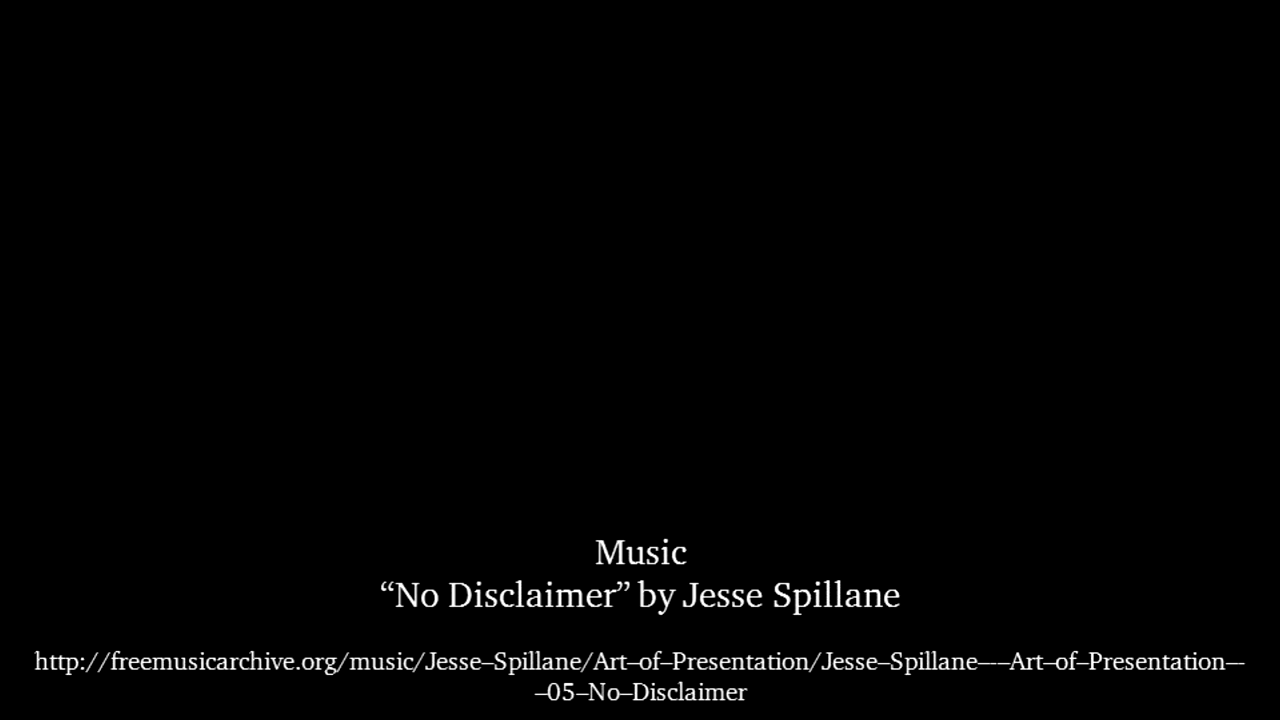 Music
“No Disclaimer” by Jesse Spillane
http://freemusicarchive.org/music/Jesse–Spillane/Art–of–Presentation/Jesse–Spillane–-–Art–of–Presentation–-
–05–No–Disclaimer